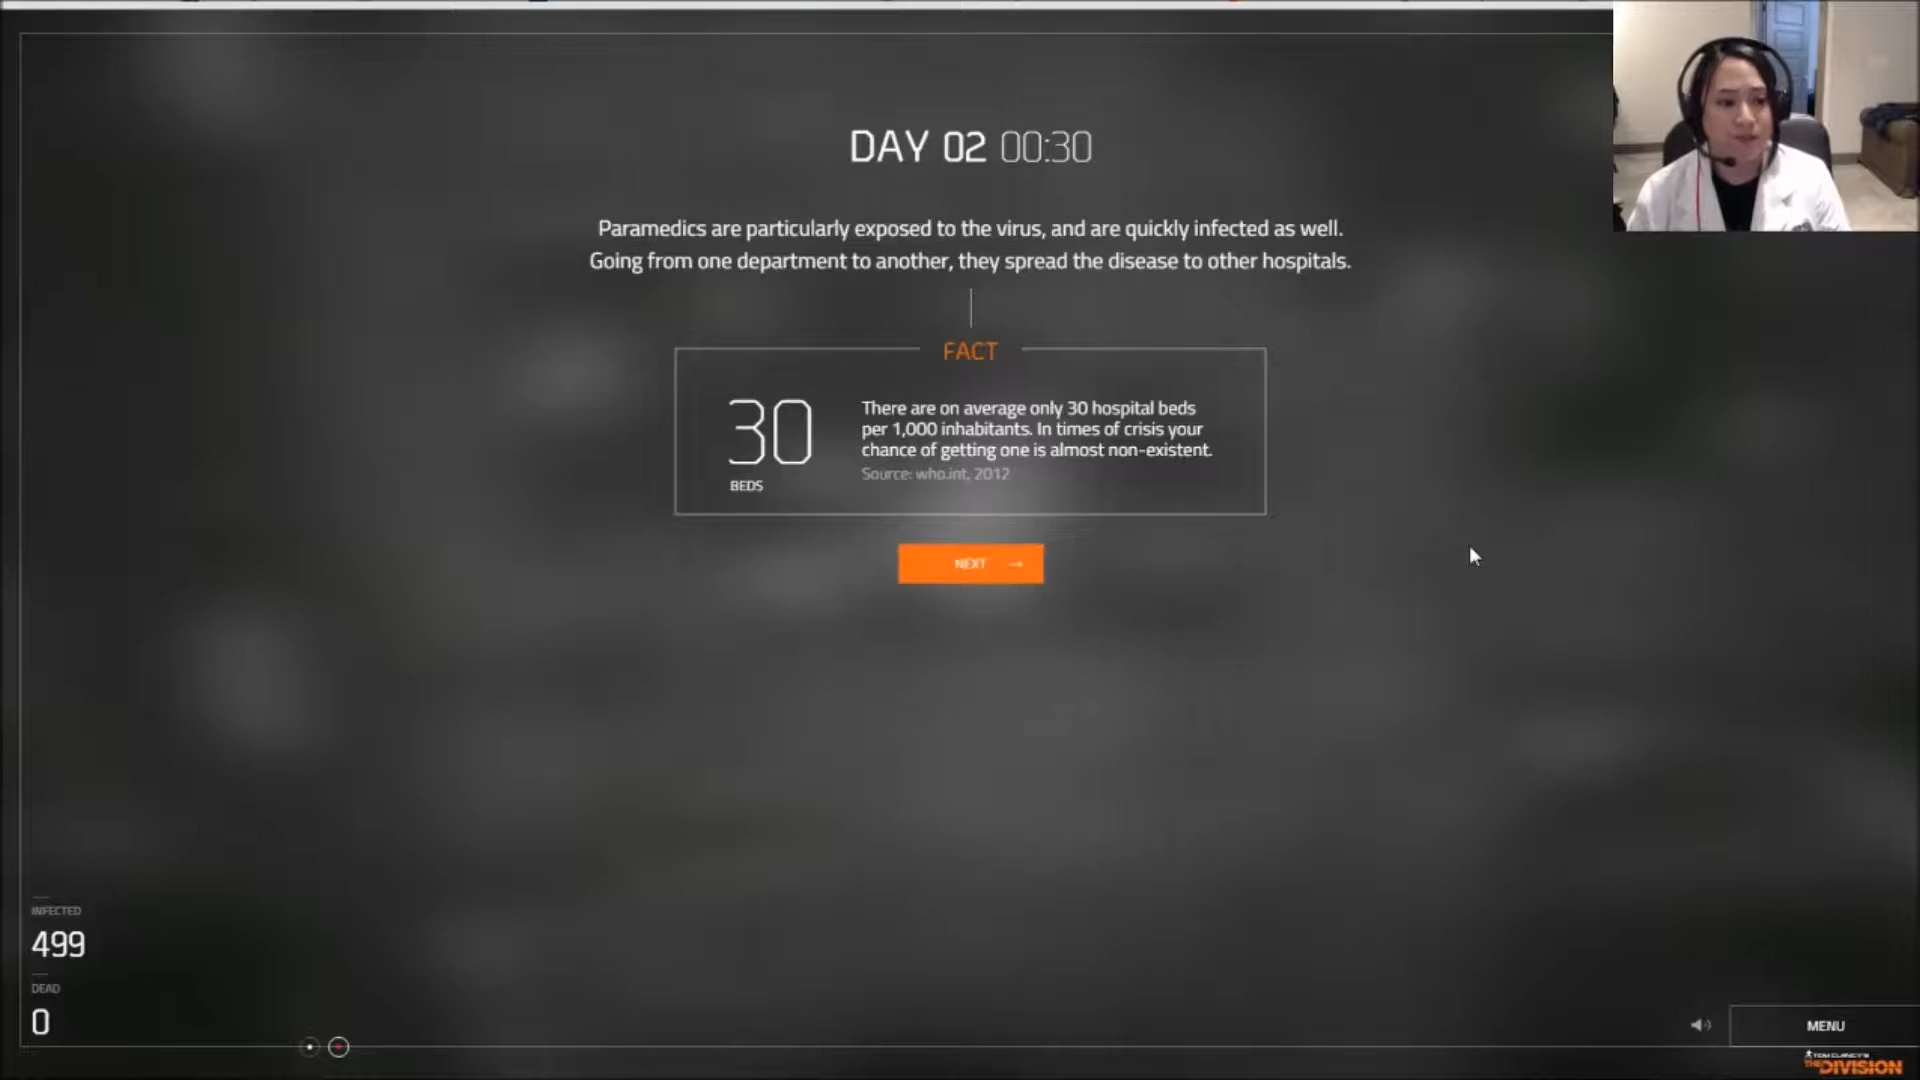 DAY 02 00:30
Paramedics are particularly exposed to the virus, and are quickly infected as well.
Going from one department to another, they spread the disease to other hospitals.
FACT
30
BEDS
There are on average only 30 hospital beds
per 1,000 inhabitants. In times of crisis your
chance of getting one is almost non-existent.
Source: who.int, 2012
NEXT →
INFECTED
499
DEAD
0
MENU
TOM CLANCY'S
THE DIVISION